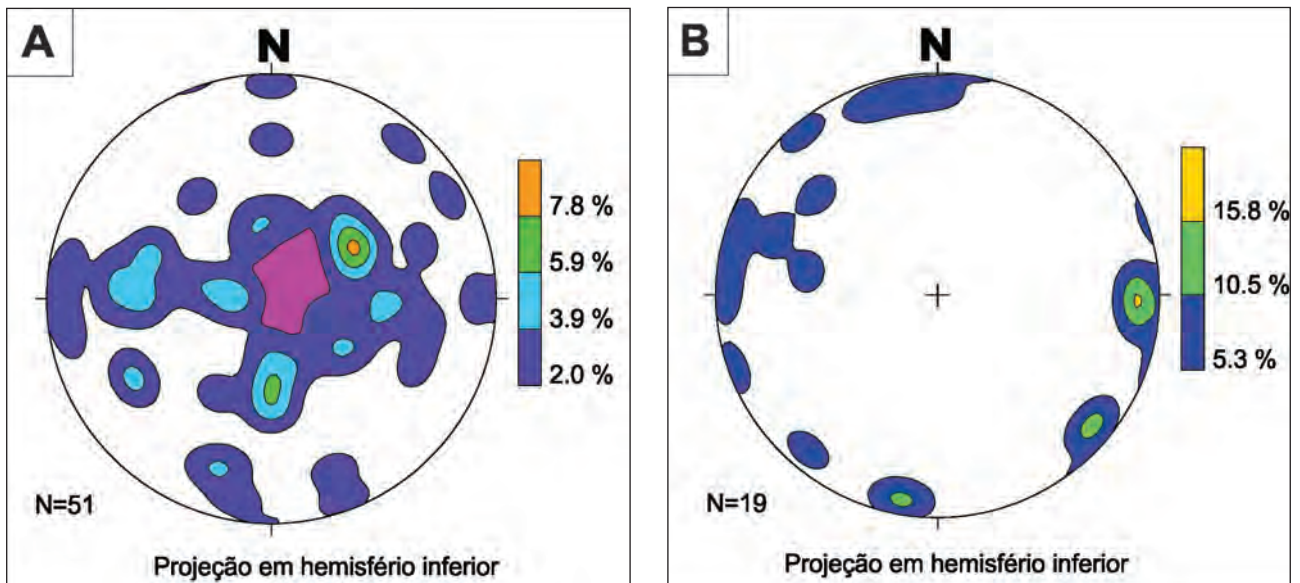 A
N
7.8 %
5.9 %
3.9 %
2.0 %
N=51
Projeção em hemisfério inferior
B
N
15.8 %
10.5 %
5.3 %
N=19
Projeção em hemisfério inferior